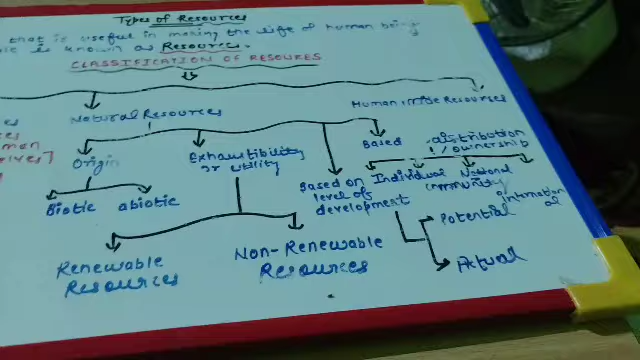 Types of Resources
that is useful in making the life of human being
is known as Resources.
CLASSIFICATION OF RESOURES
Natural Resources
Human made Resources
Origin
Exhaustibility
or utility
Based
distribution
/ ownership
Biotic abiotic
Based on
level of
development
Individual
community
National
international
Potential
Actual
Renewable
Resources
Non-Renewable
Resources